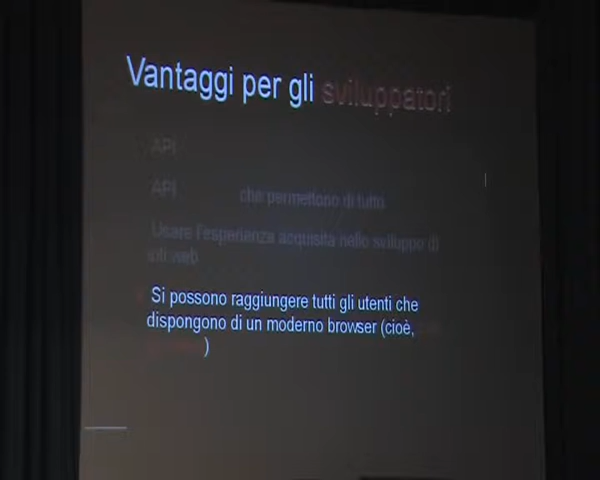 Vantaggi per gli sviluppatori
API
API che permettono di tutto
Usare l'esperienza acquisita nello sviluppo di
siti web
Si possono raggiungere tutti gli utenti che
dispongono di un moderno browser (cioè,
)